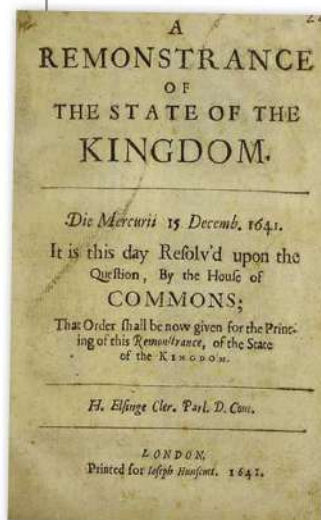 A
REMONSTRANCE
OF
THE STATE OF THE
KINGDOM.
Die Mercurii 15 Decemb. 1641.
It is this day Reſolv'd upon the
Queſtion, By the Houſe of
COMMONS;
That Order ſhall be now given for the Print-
ing of this Remonſtrance, of the State
of the KINGDOM.
H. Elſinge Cler. Parl. D. Com.
LONDON,
Printed for Ioſeph Hunſcott. 1641.